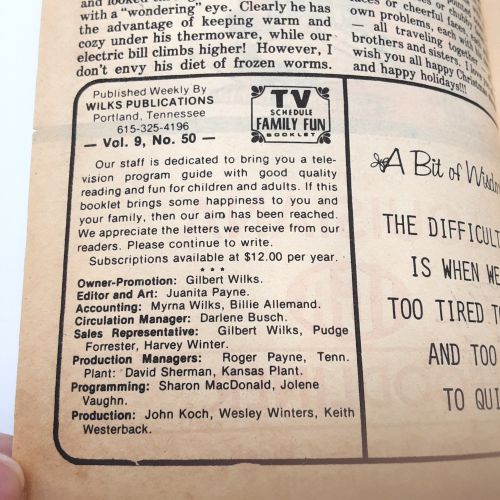 with a "wondering" eye. Clearly he has
the advantage of keeping warm and
cozy under his thermoware, while our
electric bill climbs higher! However, I
don't envy his diet of frozen worms.
own problems, each with
— all traveling together
brothers and sisters. I love
wish you all happy Christmas
and happy holidays!!!
Published Weekly By
WILKS PUBLICATIONS
Portland, Tennessee
615-325-4196
— Vol. 9, No. 50 —
TV
SCHEDULE
FAMILY FUN
BOOKLET
Our staff is dedicated to bring you a tele-
vision program guide with good quality
reading and fun for children and adults. If this
booklet brings some happiness to you and
your family, then our aim has been reached.
We appreciate the letters we receive from our
readers. Please continue to write.
Subscriptions available at $12.00 per year.
* * *
Owner-Promotion: Gilbert Wilks.
Editor and Art: Juanita Payne.
Accounting: Myrna Wilks, Billie Allemand.
Circulation Manager: Darlene Busch.
Sales Representative: Gilbert Wilks, Pudge
Forrester, Harvey Winter.
Production Managers: Roger Payne, Tenn.
Plant: David Sherman, Kansas Plant.
Programming: Sharon MacDonald, Jolene
Vaughn.
Production: John Koch, Wesley Winters, Keith
Westerback.
A Bit of
THE
IS WHEN WE
TOO TIRED
AND TOO
TO